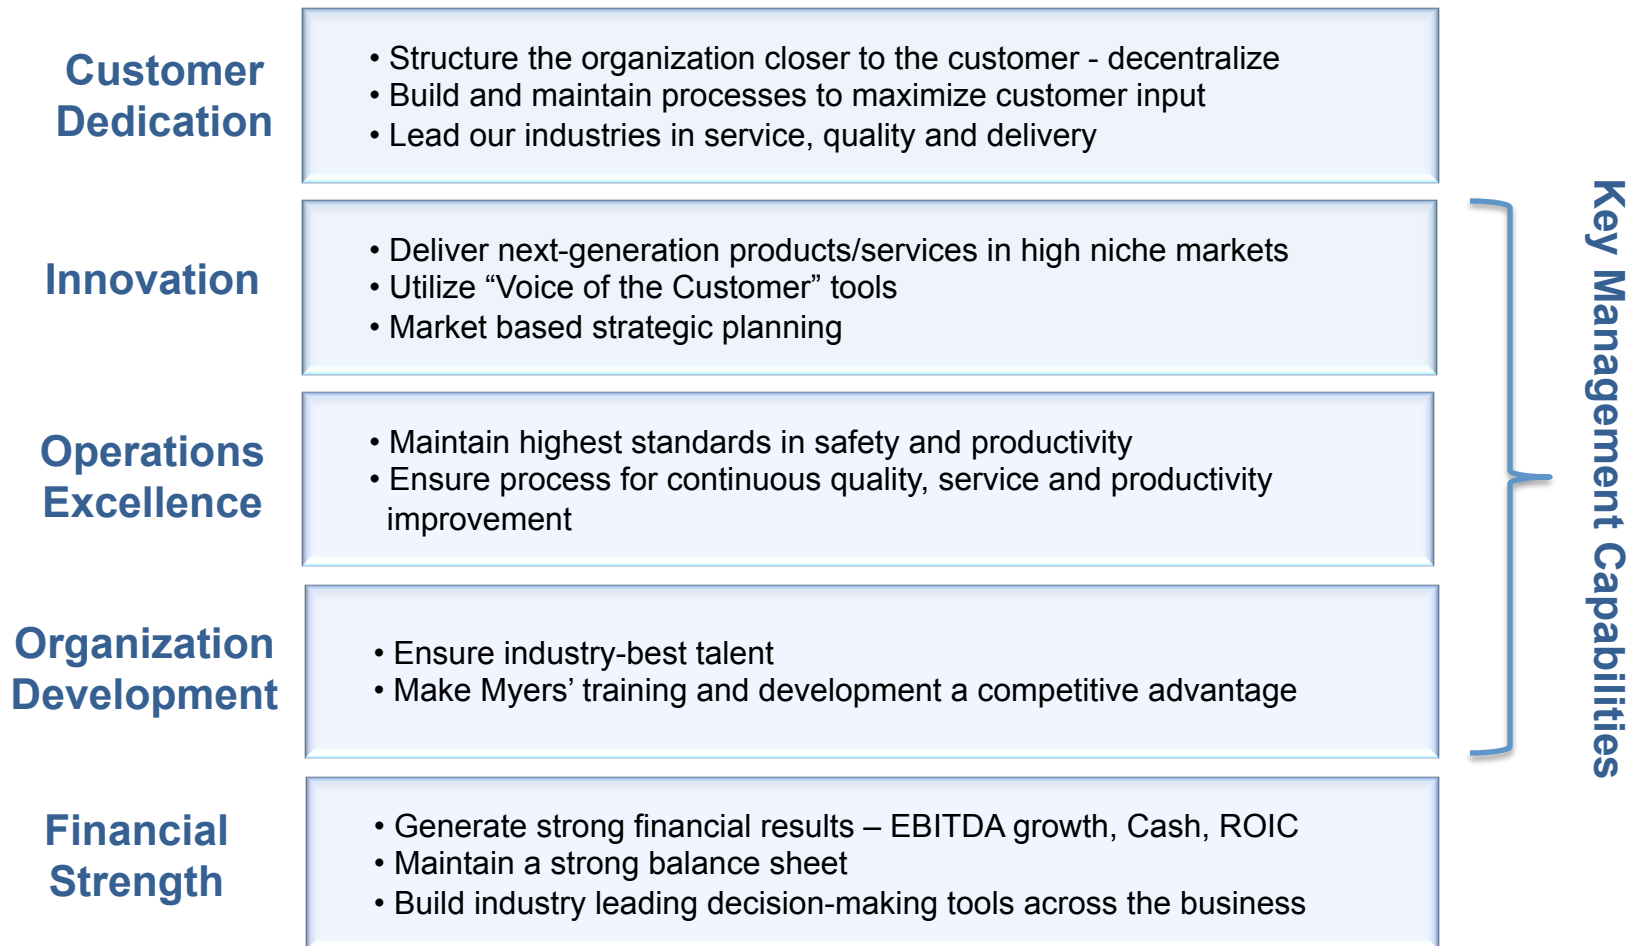 Customer
Dedication
• Structure the organization closer to the customer - decentralize
• Build and maintain processes to maximize customer input
• Lead our industries in service, quality and delivery
Innovation
• Deliver next-generation products/services in high niche markets
• Utilize “Voice of the Customer” tools
• Market based strategic planning
Operations
Excellence
• Maintain highest standards in safety and productivity
• Ensure process for continuous quality, service and productivity
improvement
Organization
Development
• Ensure industry-best talent
• Make Myers’ training and development a competitive advantage
Financial
Strength
• Generate strong financial results – EBITDA growth, Cash, ROIC
• Maintain a strong balance sheet
• Build industry leading decision-making tools across the business
Key Management Capabilities